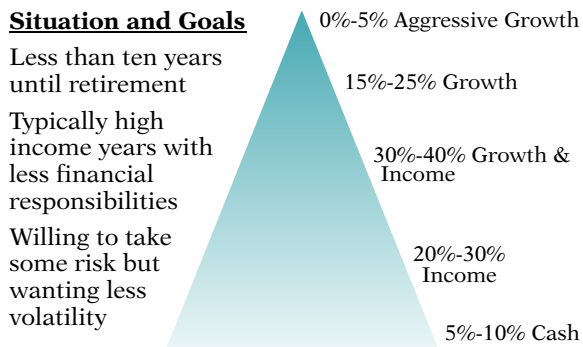 Situation and Goals
Less than ten years
until retirement
Typically high
income years with
less financial
responsibilities
Willing to take
some risk but
wanting less
volatility
0%-5% Aggressive Growth
15%-25% Growth
30%-40% Growth &
Income
20%-30%
Income
5%-10% Cash